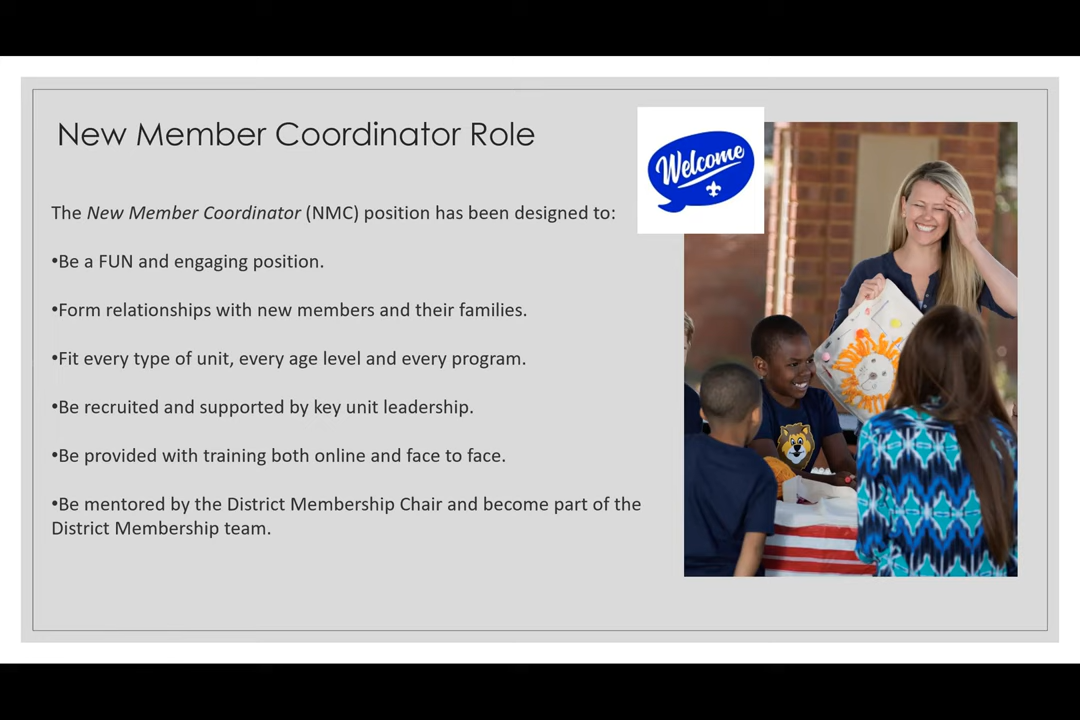 New Member Coordinator Role
Welcome
The New Member Coordinator (NMC) position has been designed to:
•Be a FUN and engaging position.
•Form relationships with new members and their families.
•Fit every type of unit, every age level and every program.
•Be recruited and supported by key unit leadership.
•Be provided with training both online and face to face.
•Be mentored by the District Membership Chair and become part of the
District Membership team.